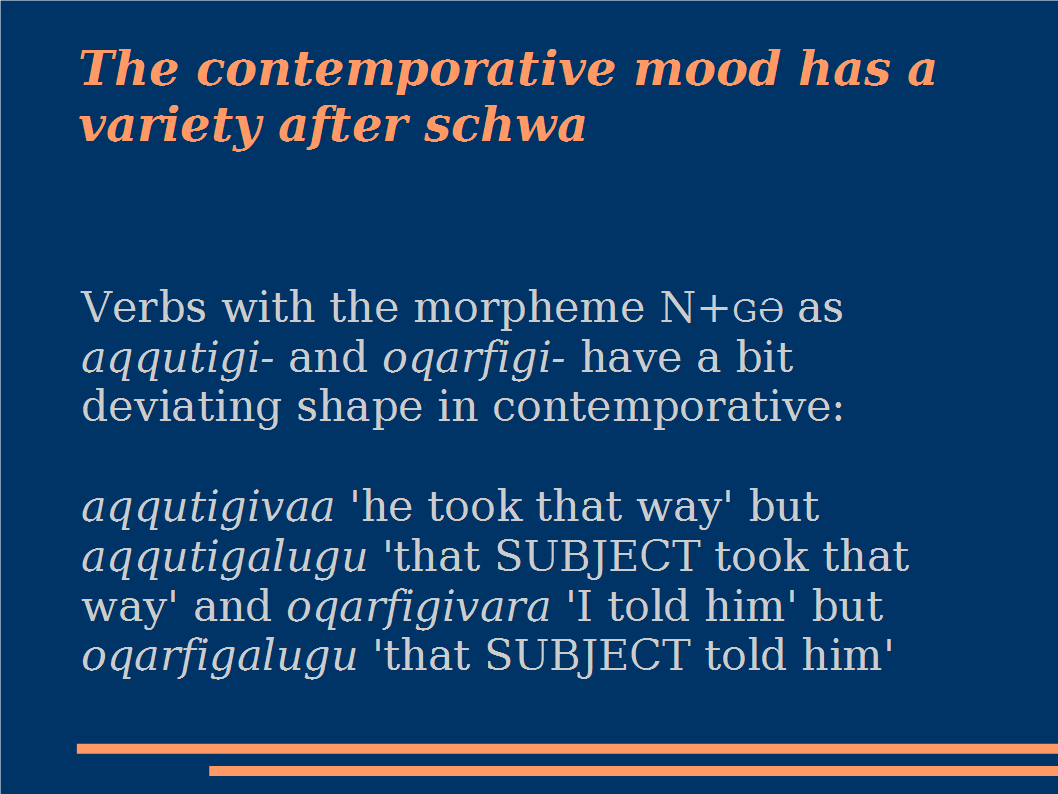 The contemporative mood has a
variety after schwa
Verbs with the morpheme N+GƏ as
aqqutigi- and oqarfigi- have a bit
deviating shape in contemporative:
aqqutigivaa 'he took that way' but
aqqutigalugu 'that SUBJECT took that
way' and oqarfigivara 'I told him' but
oqarfigalugu 'that SUBJECT told him'